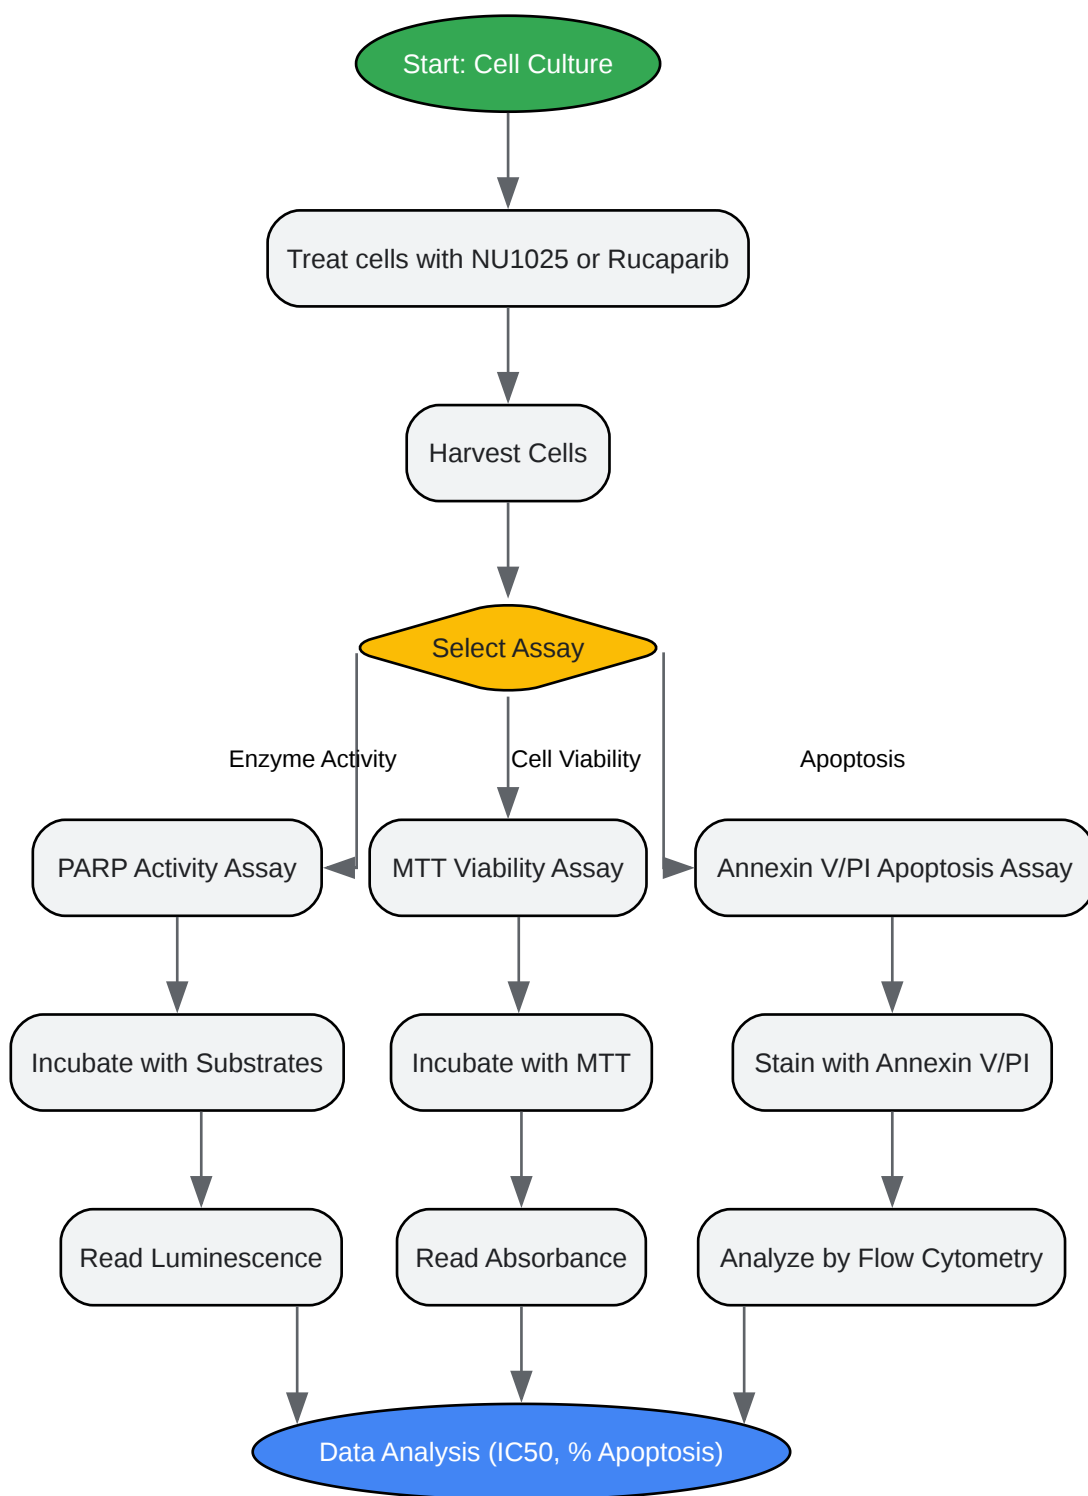 Start: Cell Culture
Treat cells with NU1025 or Rucaparib
Harvest Cells
Select Assay
Enzyme Activity
Cell Viability
Apoptosis
PARP Activity Assay
MTT Viability Assay
Annexin V/PI Apoptosis Assay
Incubate with Substrates
Incubate with MTT
Stain with Annexin V/PI
Read Luminescence
Read Absorbance
Analyze by Flow Cytometry
Data Analysis (IC50, % Apoptosis)